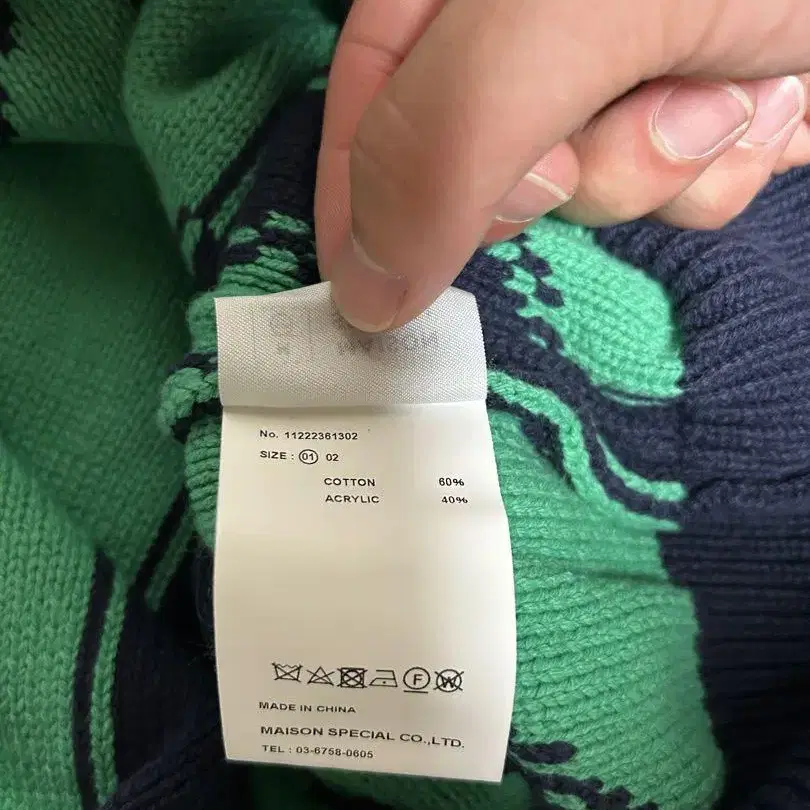 No. 11222361302
SIZE : 01 02
COTTON 60%
ACRYLIC 40%
F
W
MADE IN CHINA
MAISON SPECIAL CO.,LTD.
TEL : 03-6758-0605